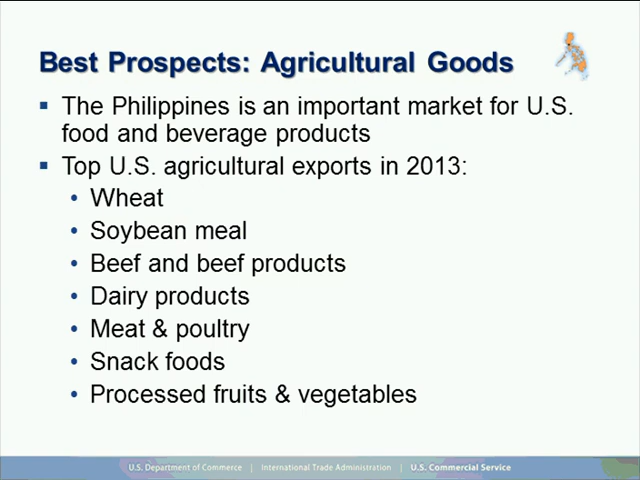 Best Prospects: Agricultural Goods
▪ The Philippines is an important market for U.S.
food and beverage products
▪ Top U.S. agricultural exports in 2013:
• Wheat
• Soybean meal
• Beef and beef products
• Dairy products
• Meat & poultry
• Snack foods
• Processed fruits & vegetables
U.S. Department of Commerce | International Trade Administration | U.S. Commercial Service